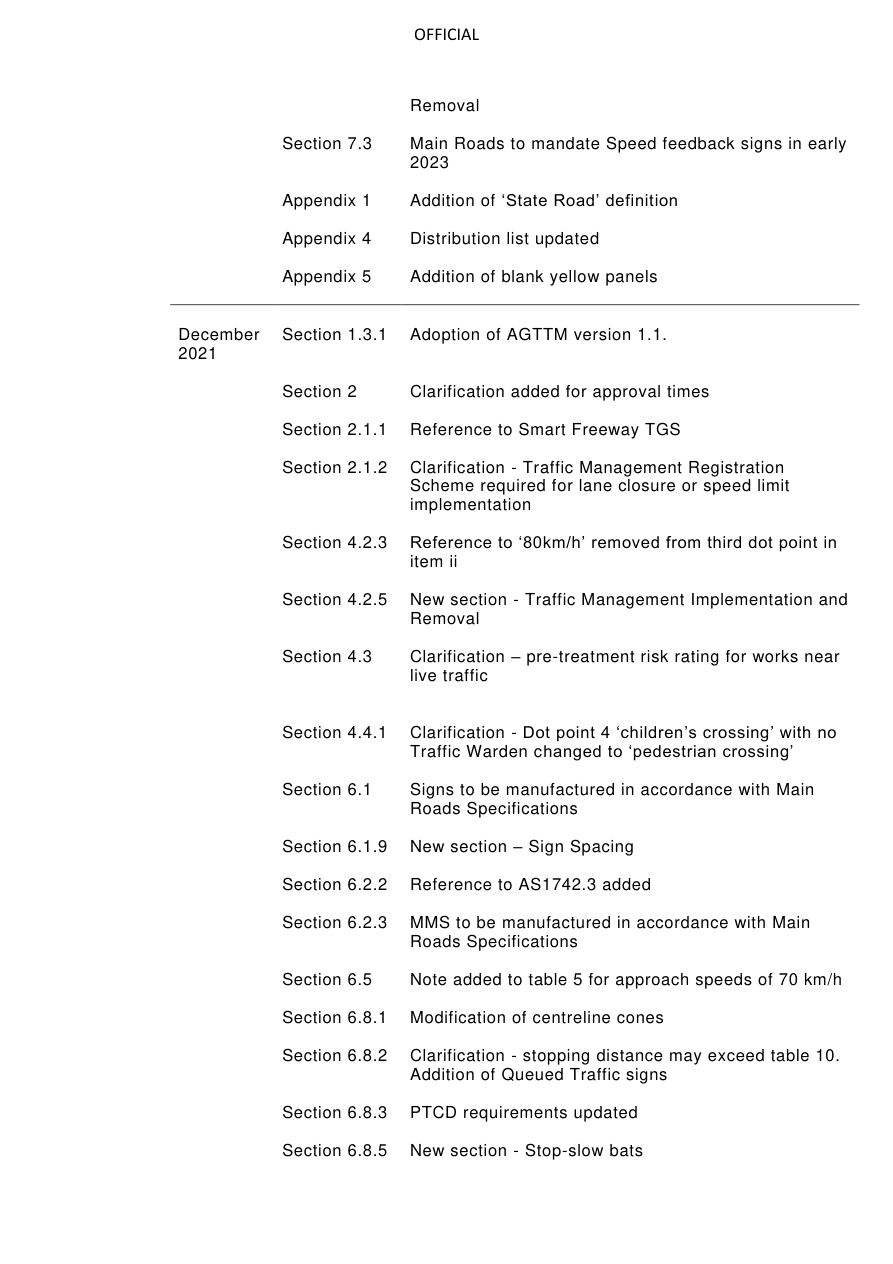 OFFICIAL
Removal
Section 7.3 Main Roads to mandate Speed feedback signs in early
2023
Appendix 1 Addition of ‘State Road’ definition
Appendix 4 Distribution list updated
Appendix 5 Addition of blank yellow panels
December Section 1.3.1 Adoption of AGTTM version 1.1.
2021
Section 2 Clarification added for approval times
Section 2.1.1 Reference to Smart Freeway TGS
Section 2.1.2 Clarification - Traffic Management Registration
Scheme required for lane closure or speed limit
implementation
Section 4.2.3 Reference to ‘80km/h’ removed from third dot point in
item ii
Section 4.2.5 New section - Traffic Management Implementation and
Removal
Section 4.3 Clarification – pre-treatment risk rating for works near
live traffic
Section 4.4.1 Clarification - Dot point 4 ‘children’s crossing’ with no
Traffic Warden changed to ‘pedestrian crossing’
Section 6.1 Signs to be manufactured in accordance with Main
Roads Specifications
Section 6.1.9 New section – Sign Spacing
Section 6.2.2 Reference to AS1742.3 added
Section 6.2.3 MMS to be manufactured in accordance with Main
Roads Specifications
Section 6.5 Note added to table 5 for approach speeds of 70 km/h
Section 6.8.1 Modification of centreline cones
Section 6.8.2 Clarification - stopping distance may exceed table 10.
Addition of Queued Traffic signs
Section 6.8.3 PTCD requirements updated
Section 6.8.5 New section - Stop-slow bats